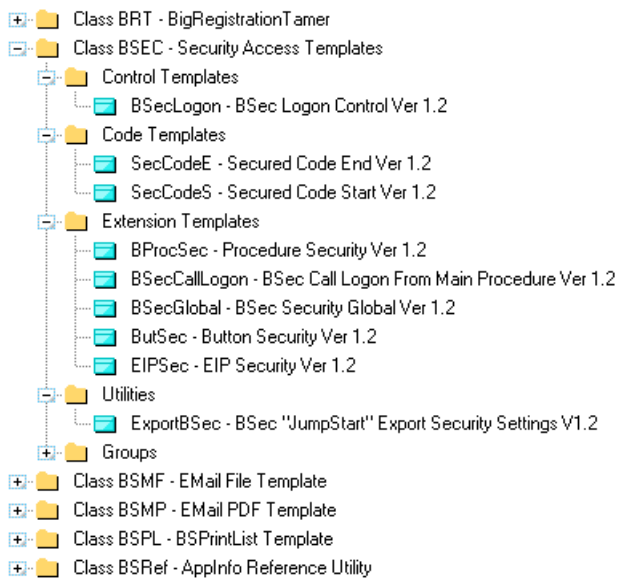 Class BRT - BigRegistrationTamer
Class BSEC - Security Access Templates
Control Templates
BSecLogon - BSec Logon Control Ver 1.2
Code Templates
SecCodeE - Secured Code End Ver 1.2
SecCodeS - Secured Code Start Ver 1.2
Extension Templates
BProcSec - Procedure Security Ver 1.2
BSecCallLogon - BSec Call Logon From Main Procedure Ver 1.2
BSecGlobal - BSec Security Global Ver 1.2
ButSec - Button Security Ver 1.2
EIPSec - EIP Security Ver 1.2
Utilities
ExportBSec - BSec "JumpStart" Export Security Settings V1.2
Groups
Class BSMF - EMail File Template
Class BSMP - EMail PDF Template
Class BSPL - BSPrintList Template
Class BSRef - AppInfo Reference Utility